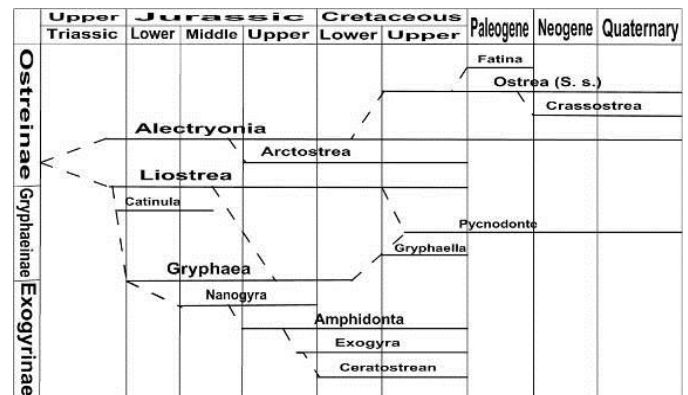 Upper Jurassic Cretaceous Paleogene Neogene Quaternary
Triassic Lower Middle Upper Lower Upper
Ostreinae
Fatina
Ostrea (S. s.)
Crassostrea
Alectryonia
Arctostrea
Gryphaeinae
Liostrea
Catinula
Pycnodonte
Gryphaella
Gryphaea
Exogyrinae
Nanogyra
Amphidonta
Exogyra
Ceratostrean